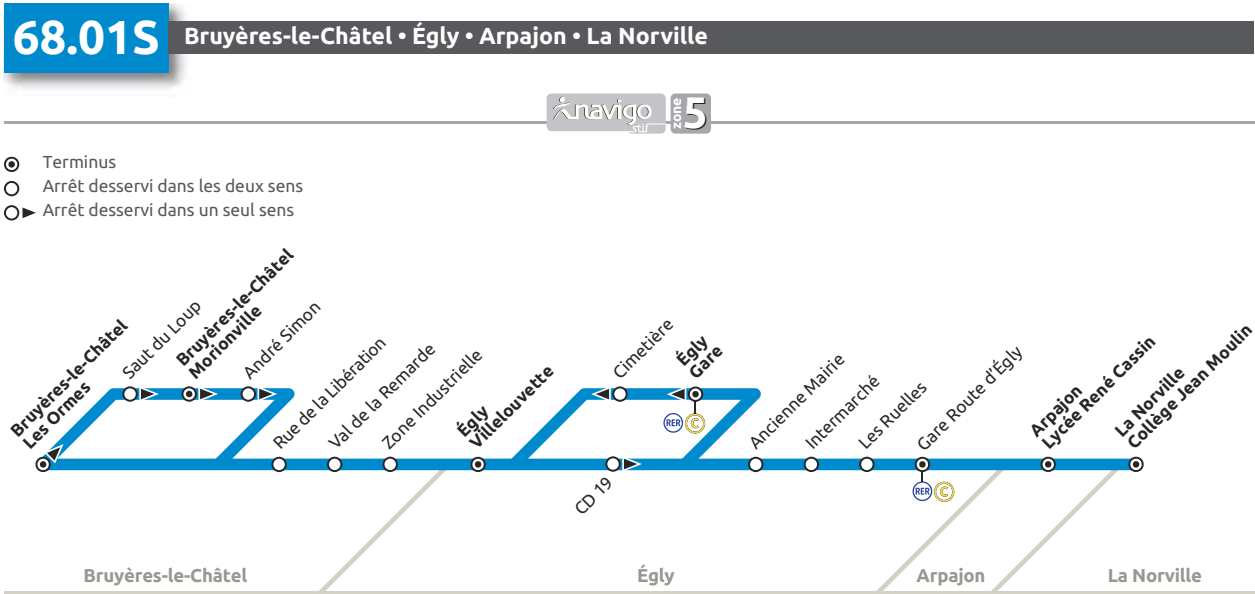 68.01S
Bruyères-le-Châtel • Égly • Arpajon • La Norville
navigo
stif
zone
5
Terminus
Arrêt desservi dans les deux sens
Arrêt desservi dans un seul sens
Bruyères-le-Châtel
Les Ormes
Saut du Loup
Bruyères-le-Châtel
Morionville
André Simon
Rue de la Libération
Val de la Remarde
Zone Industrielle
Égly
Villelouvette
Cimetière
Égly
Gare
RER C
CD 19
Ancienne Mairie
Intermarché
Les Ruelles
Gare Route d'Égly
RER C
Arpajon
Lycée René Cassin
La Norville
Collège Jean Moulin
Bruyères-le-Châtel
Égly
Arpajon
La Norville